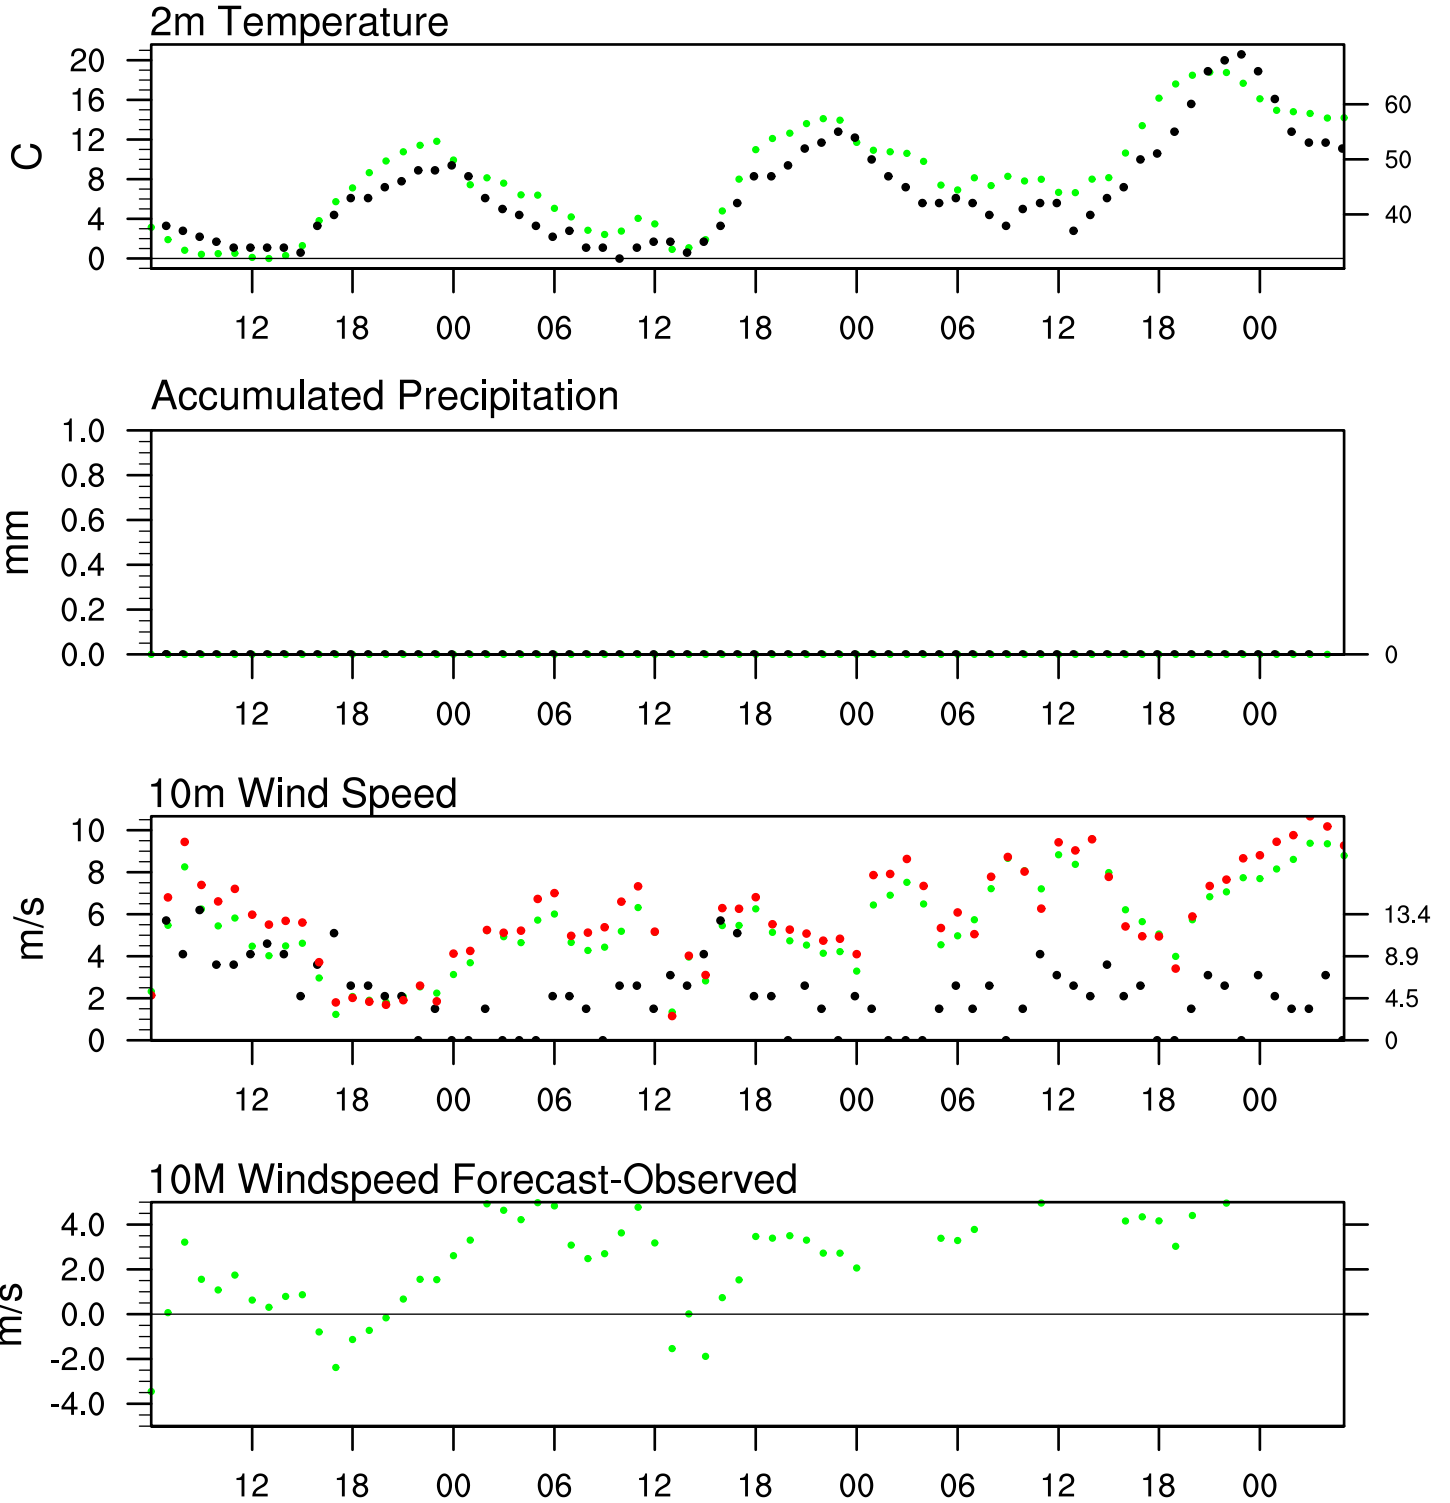 2m Temperature
20
16
12
8
4
0
C
60
50
40
12 18 00 06 12 18 00 06 12 18 00
Accumulated Precipitation
1.0
0.8
0.6
0.4
0.2
0.0
mm
0
12 18 00 06 12 18 00 06 12 18 00
10m Wind Speed
10
8
6
4
2
0
m/s
13.4
8.9
4.5
0
12 18 00 06 12 18 00 06 12 18 00
10M Windspeed Forecast-Observed
4.0
2.0
0.0
-2.0
-4.0
m/s
12 18 00 06 12 18 00 06 12 18 00